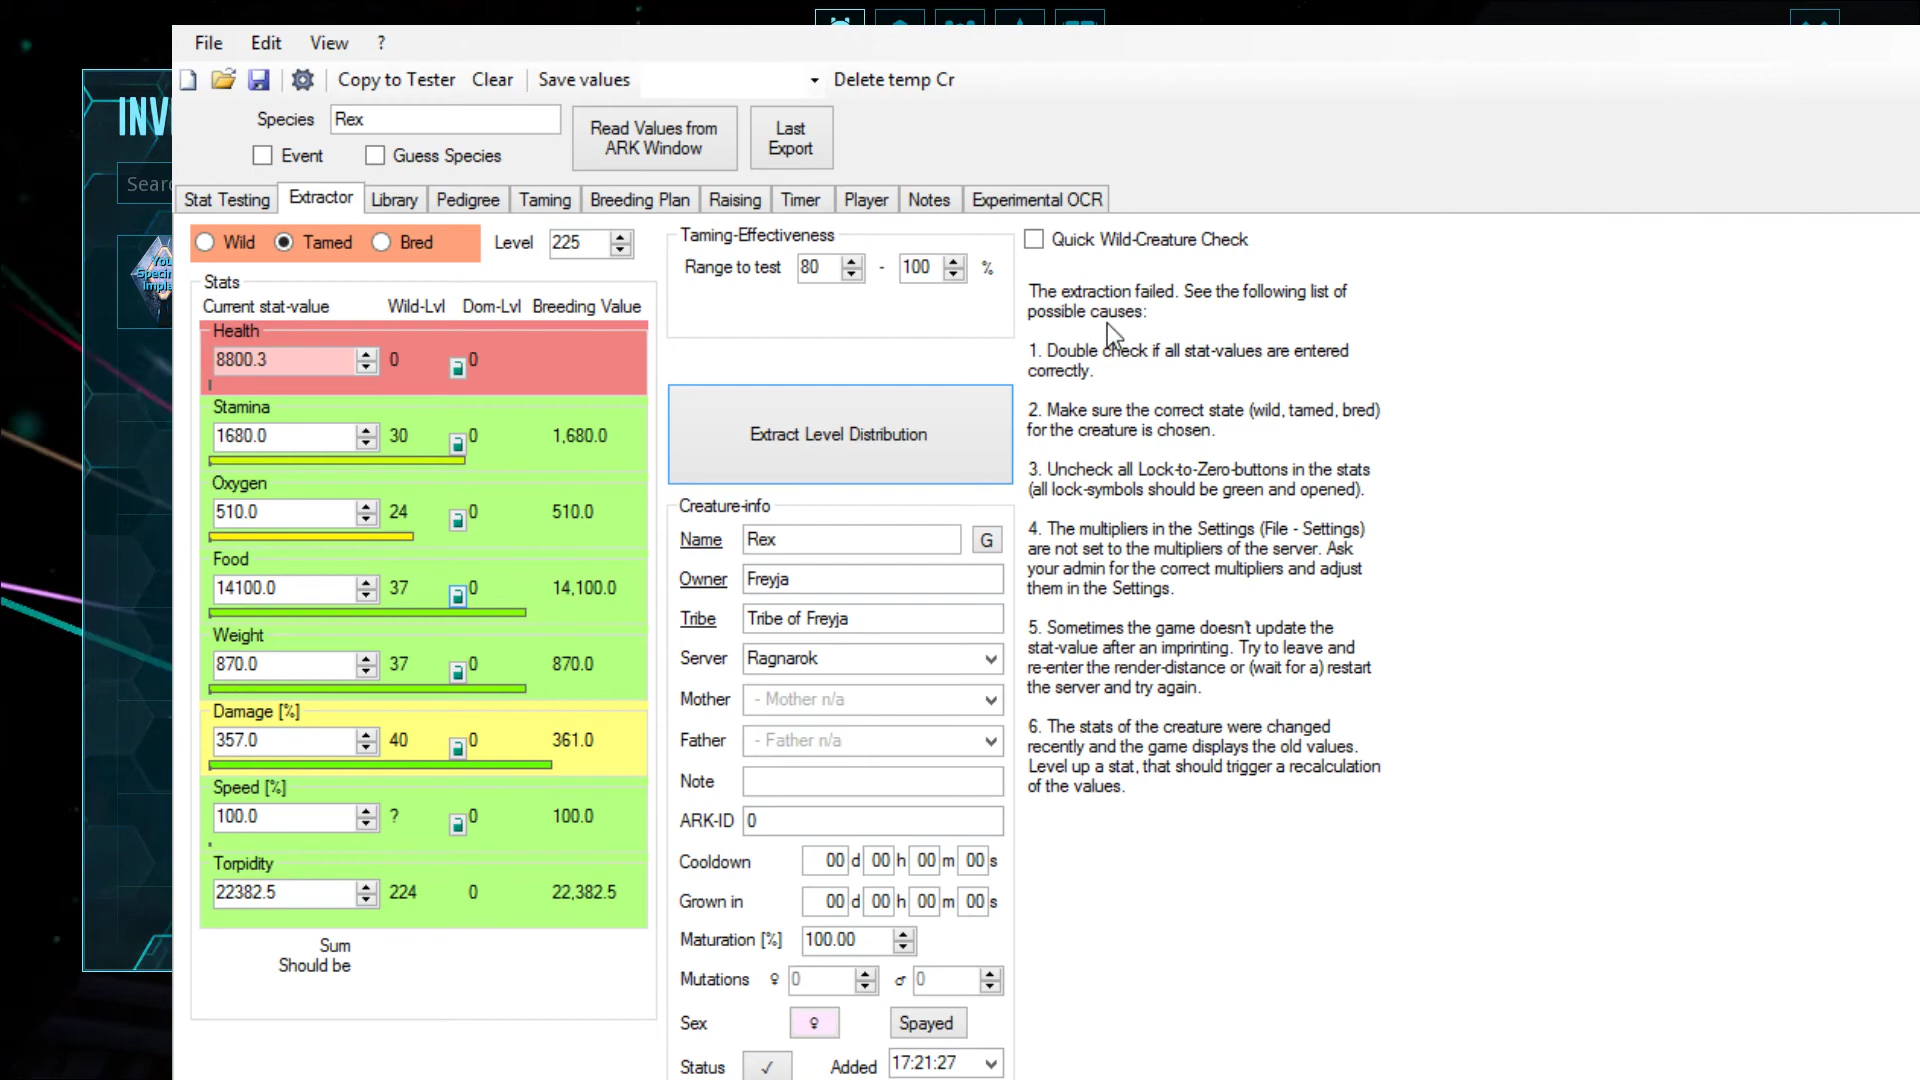 File Edit View ?
Copy to Tester Clear Save values Delete temp Cr
INV
Sear
You
Specin
Imple
Species Rex
Event Guess Species
Read Values from
ARK Window
Last
Export
Stat Testing Extractor Library Pedigree Taming Breeding Plan Raising Timer Player Notes Experimental OCR
Wild Tamed Bred Level 225
Stats
Current stat-value Wild-Lvl Dom-Lvl Breeding Value
Health
8800.3 0 0
Stamina
1680.0 30 0 1,680.0
Oxygen
510.0 24 0 510.0
Food
14100.0 37 0 14,100.0
Weight
870.0 37 0 870.0
Damage [%]
357.0 40 0 361.0
Speed [%]
100.0 ? 0 100.0
Torpidity
22382.5 224 0 22,382.5
Sum
Should be
Taming-Effectiveness
Range to test 80 - 100 %
Extract Level Distribution
Creature-info
Name Rex G
Owner Freyja
Tribe Tribe of Freyja
Server Ragnarok
Mother - Mother n/a
Father - Father n/a
Note
ARK-ID 0
Cooldown 00 d 00 h 00 m 00 s
Grown in 00 d 00 h 00 m 00 s
Maturation [%] 100.00
Mutations ♀ 0 ♂ 0
Sex ♀ Spayed
Status ✓ Added 17:21:27
Quick Wild-Creature Check
The extraction failed. See the following list of
possible causes:
1. Double check if all stat-values are entered
correctly.
2. Make sure the correct state (wild, tamed, bred)
for the creature is chosen.
3. Uncheck all Lock-to-Zero-buttons in the stats
(all lock-symbols should be green and opened).
4. The multipliers in the Settings (File - Settings)
are not set to the multipliers of the server. Ask
your admin for the correct multipliers and adjust
them in the Settings.
5. Sometimes the game doesn't update the
stat-value after an imprinting. Try to leave and
re-enter the render-distance or (wait for a) restart
the server and try again.
6. The stats of the creature were changed
recently and the game displays the old values.
Level up a stat, that should trigger a recalculation
of the values.